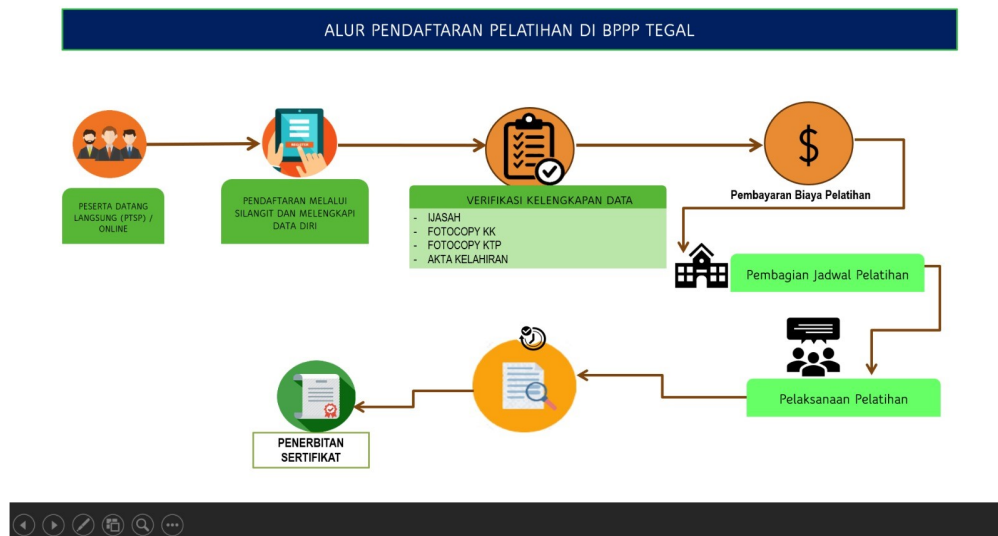 ALUR PENDAFTARAN PELATIHAN DI BPPP TEGAL
PESERTA DATANG
LANGSUNG (PTSP) /
ONLINE
REGISTER
PENDAFTARAN MELALUI
SILANGIT DAN MELENGKAPI
DATA DIRI
VERIFIKASI KELENGKAPAN DATA
- IJASAH
- FOTOCOPY KK
- FOTOCOPY KTP
- AKTA KELAHIRAN
$
Pembayaran Biaya Pelatihan
Pembagian Jadwal Pelatihan
Pelaksanaan Pelatihan
PENERBITAN
SERTIFIKAT